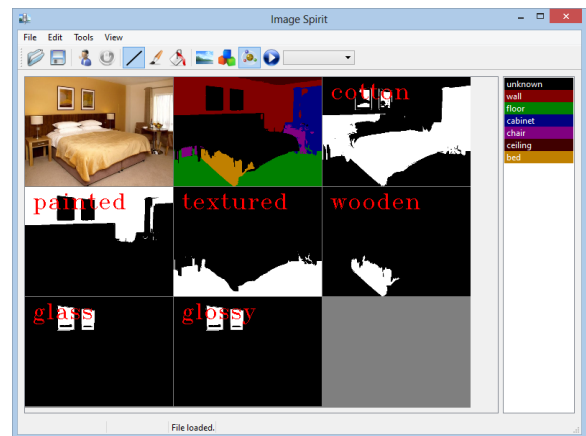 Image Spirit
File Edit Tools View
unknown
wall
floor
cabinet
chair
ceiling
bed
cotton
painted textured wooden
glass glossy
File loaded.